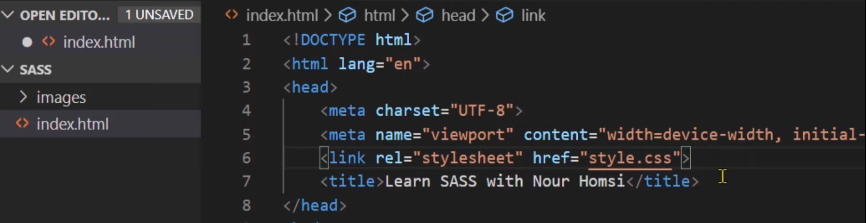 OPEN EDITO... 1 UNSAVED
index.html
SASS
images
index.html
index.html > html > head > link
1 <!DOCTYPE html>
2 <html lang="en">
3 <head>
4 <meta charset="UTF-8">
5 <meta name="viewport" content="width=device-width, initial-
6 <link rel="stylesheet" href="style.css">
7 <title>Learn SASS with Nour Homsi</title>
8 </head>